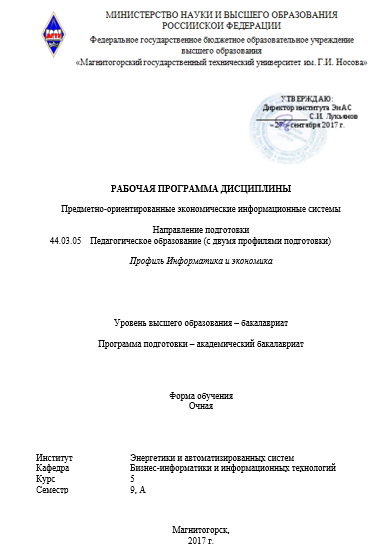 МИНИСТЕРСТВО НАУКИ И ВЫСШЕГО ОБРАЗОВАНИЯ
РОССИЙСКОЙ ФЕДЕРАЦИИ
Федеральное государственное бюджетное образовательное учреждение
высшего образования
«Магнитогорский государственный технический университет им. Г.И. Носова»
УТВЕРЖДАЮ:
Директор института ЭиАС
С.И. Лукьянов
сентября 2017 г.
РАБОЧАЯ ПРОГРАММА ДИСЦИПЛИНЫ
Предметно-ориентированные экономические информационные системы
Направление подготовки
44.03.05 Педагогическое образование (с двумя профилями подготовки)
Профиль Информатика и экономика
Уровень высшего образования – бакалавриат
Программа подготовки – академический бакалавриат
Форма обучения
Очная
Институт Энергетики и автоматизированных систем
Кафедра Бизнес-информатики и информационных технологий
Курс 5
Семестр 9, А
Магнитогорск,
2017 г.